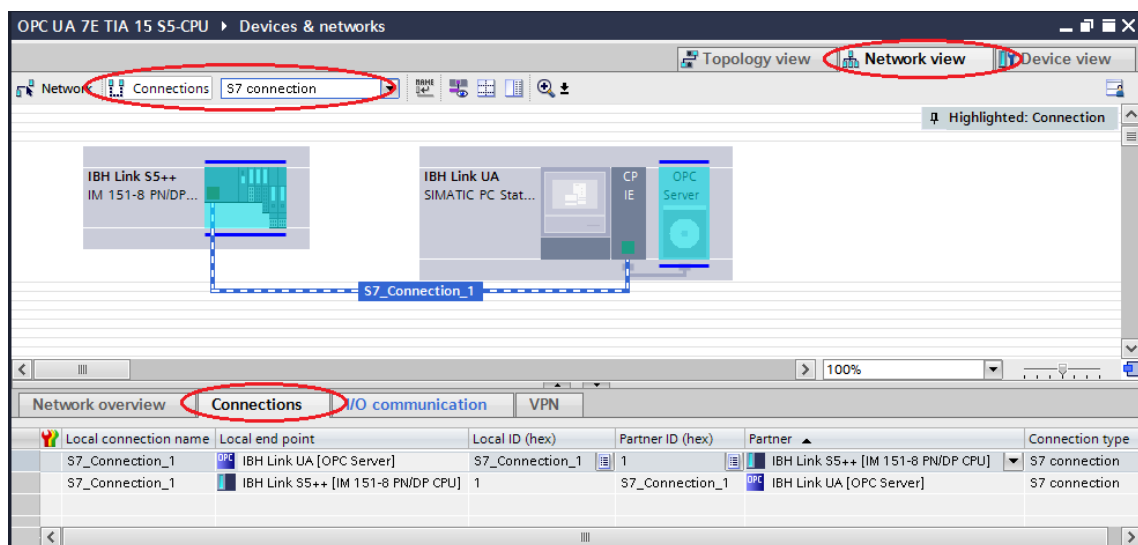 OPC UA 7E TIA 15 S5-CPU ▸ Devices & networks
Topology view Network view Device view
Network Connections S7 connection
Highlighted: Connection
IBH Link S5++
IM 151-8 PN/DP...
IBH Link UA
SIMATIC PC Stat...
CP
IE
OPC
Server
S7_Connection_1
100%
Network overview Connections I/O communication VPN
Local connection name Local end point Local ID (hex) Partner ID (hex) Partner Connection type
S7_Connection_1 OPC IBH Link UA [OPC Server] S7_Connection_1 1 IBH Link S5++ [IM 151-8 PN/DP CPU] S7 connection
S7_Connection_1 IBH Link S5++ [IM 151-8 PN/DP CPU] 1 S7_Connection_1 OPC IBH Link UA [OPC Server] S7 connection